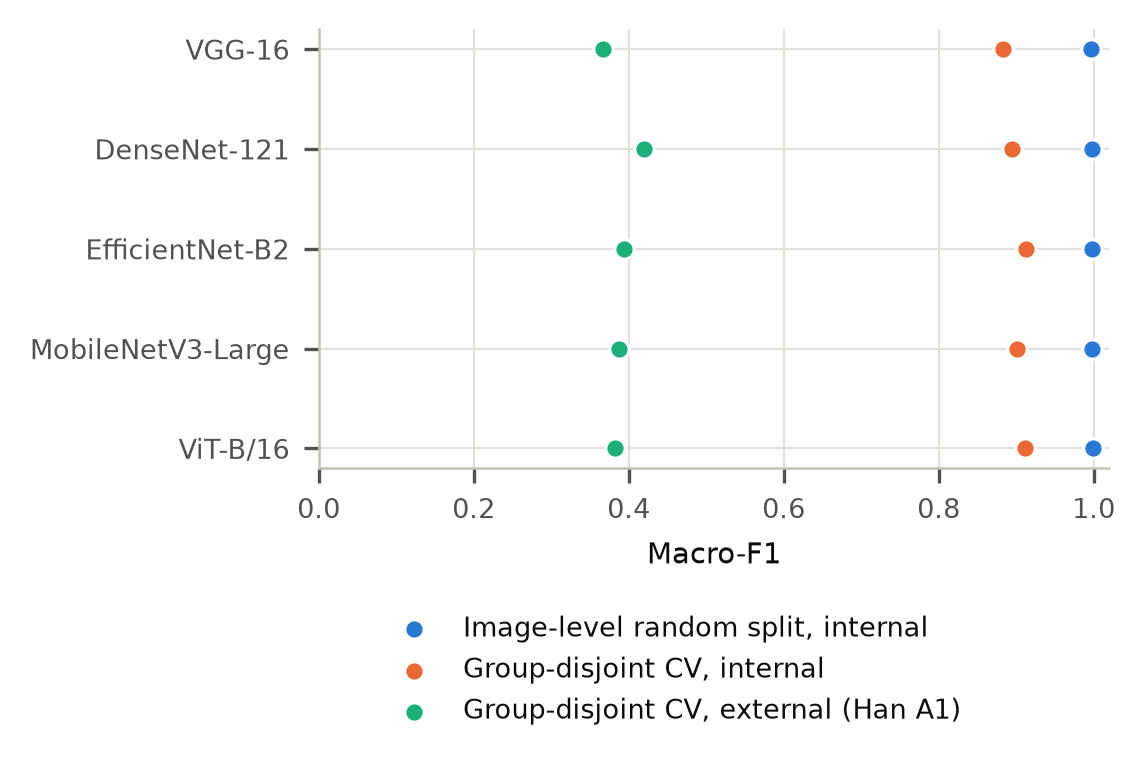 VGG-16
DenseNet-121
EfficientNet-B2
MobileNetV3-Large
ViT-B/16
0.0 0.2 0.4 0.6 0.8 1.0
Macro-F1
Image-level random split, internal
Group-disjoint CV, internal
Group-disjoint CV, external (Han A1)